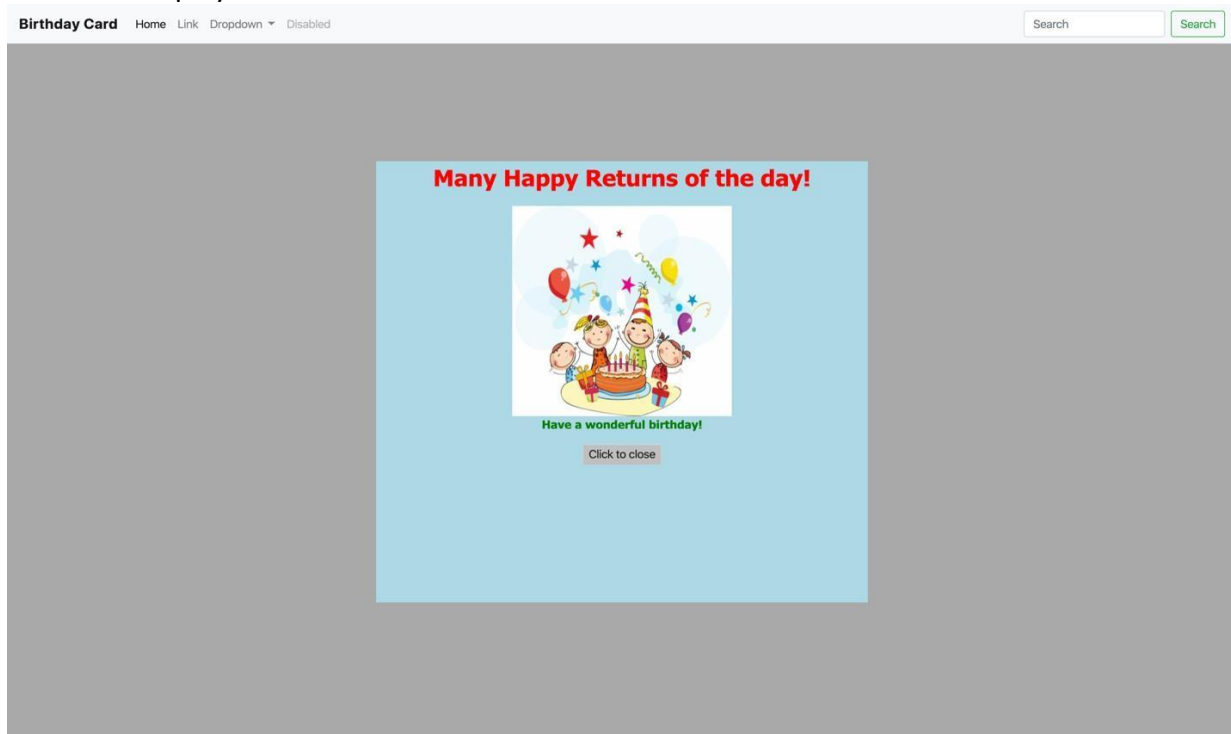 Birthday Card Home Link Dropdown Disabled Search Search
Many Happy Returns of the day!
Have a wonderful birthday!
Click to close